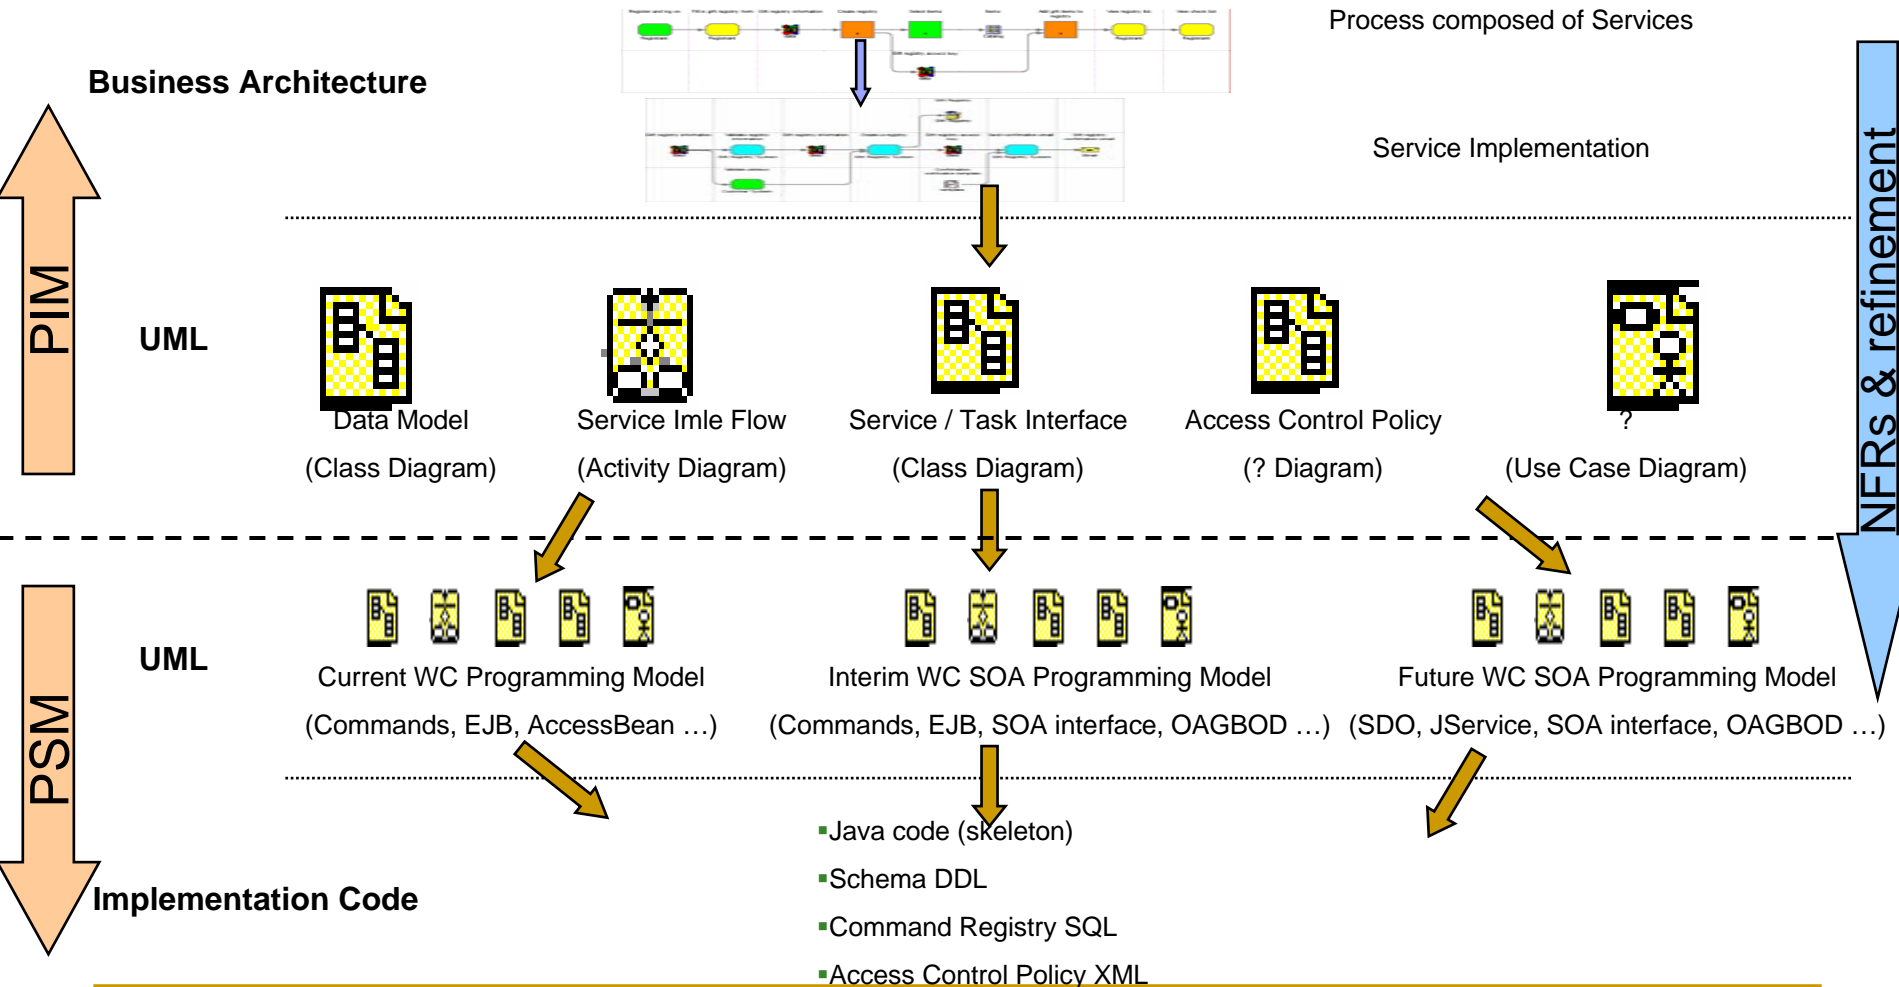 Process composed of Services
Business Architecture
Service Implementation
PIM
NFRs & refinement
UML
Data Model
(Class Diagram)
Service Imle Flow
(Activity Diagram)
Service / Task Interface
(Class Diagram)
Access Control Policy
(? Diagram)
?
(Use Case Diagram)
PSM
UML
Current WC Programming Model
(Commands, EJB, AccessBean …)
Interim WC SOA Programming Model
(Commands, EJB, SOA interface, OAGBOD …)
Future WC SOA Programming Model
(SDO, JService, SOA interface, OAGBOD …)
Implementation Code
▪Java code (skeleton)
▪Schema DDL
▪Command Registry SQL
▪Access Control Policy XML